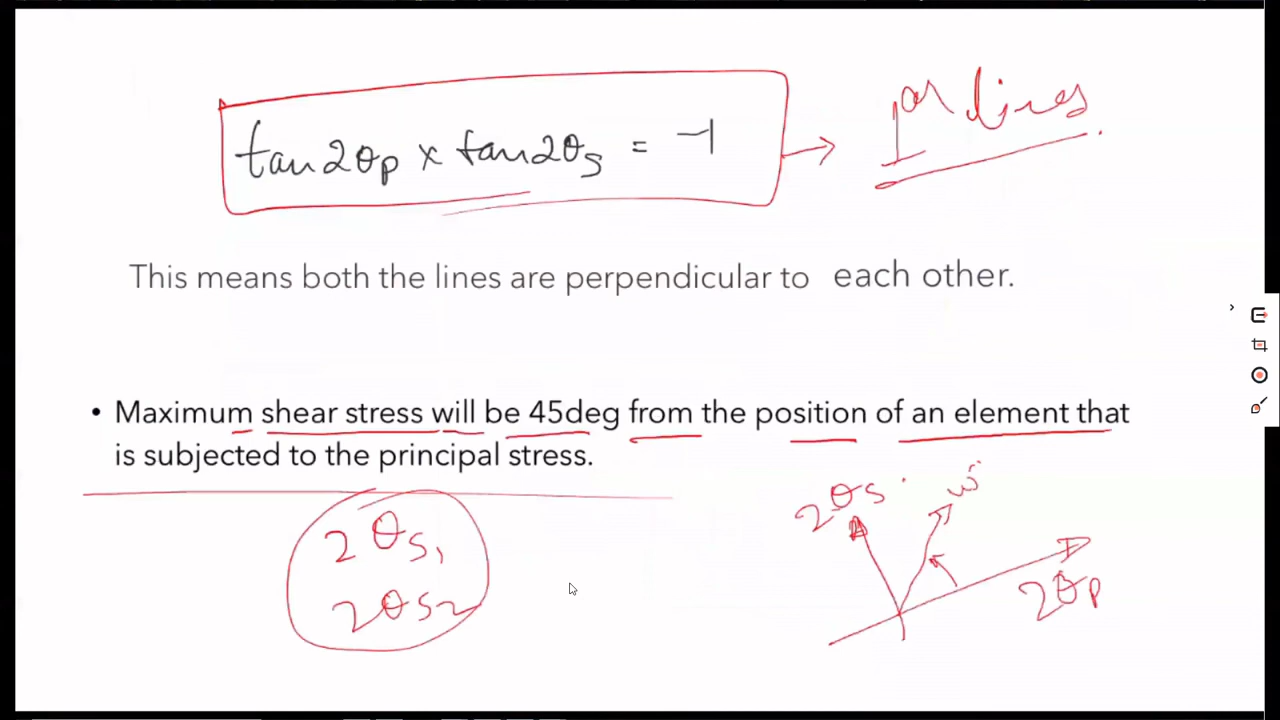 tan2θp × tan2θs = -1
lines
This means both the lines are perpendicular to each other.
• Maximum shear stress will be 45deg from the position of an element that
is subjected to the principal stress.
2θs
45°
2θs1
2θs2
2θp